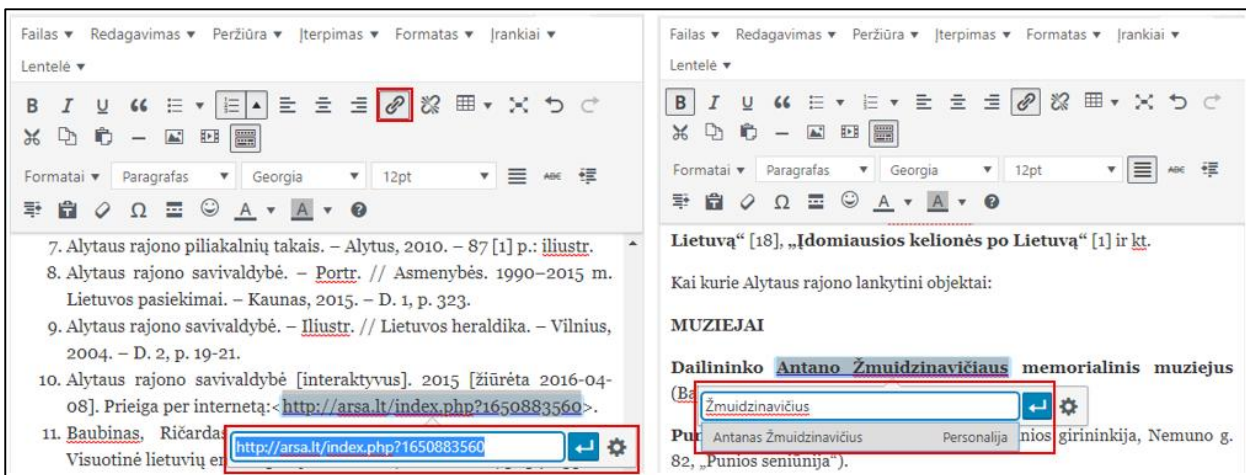 Failas ▾ Redagavimas ▾ Peržiūra ▾ Įterpimas ▾ Formatas ▾ Įrankiai ▾
Lentelė ▾
Formatai ▾ Paragrafas ▾ Georgia ▾ 12pt ▾
7. Alytaus rajono piliakalnių takais. – Alytus, 2010. – 87 [1] p.: iliustr.
8. Alytaus rajono savivaldybė. – Portr. // Asmenybės. 1990–2015 m.
Lietuvos pasiekimai. – Kaunas, 2015. – D. 1, p. 323.
9. Alytaus rajono savivaldybė. – Iliustr. // Lietuvos heraldika. – Vilnius,
2004. – D. 2, p. 19-21.
10. Alytaus rajono savivaldybė [interaktyvus]. 2015 [žiūrėta 2016-04-
08]. Prieiga per internetą:<http://arsa.lt/index.php?1650883560>.
11. Baubinas, Ričardas
http://arsa.lt/index.php?1650883560
Visuotinė lietuvių en
Failas ▾ Redagavimas ▾ Peržiūra ▾ Įterpimas ▾ Formatas ▾ Įrankiai ▾
Lentelė ▾
Formatai ▾ Paragrafas ▾ Georgia ▾ 12pt ▾
Lietuvą“ [18], „Įdomiausios kelionės po Lietuvą“ [1] ir kt.
Kai kurie Alytaus rajono lankytini objektai:
MUZIEJAI
Dailininko Antano Žmuidzinavičiaus memorialinis muziejus
(Ba
Žmuidzinavičius
Antanas Žmuidzinavičius Personalija
Pun nios girininkija, Nemuno g.
82, „Punios seniūnija“).